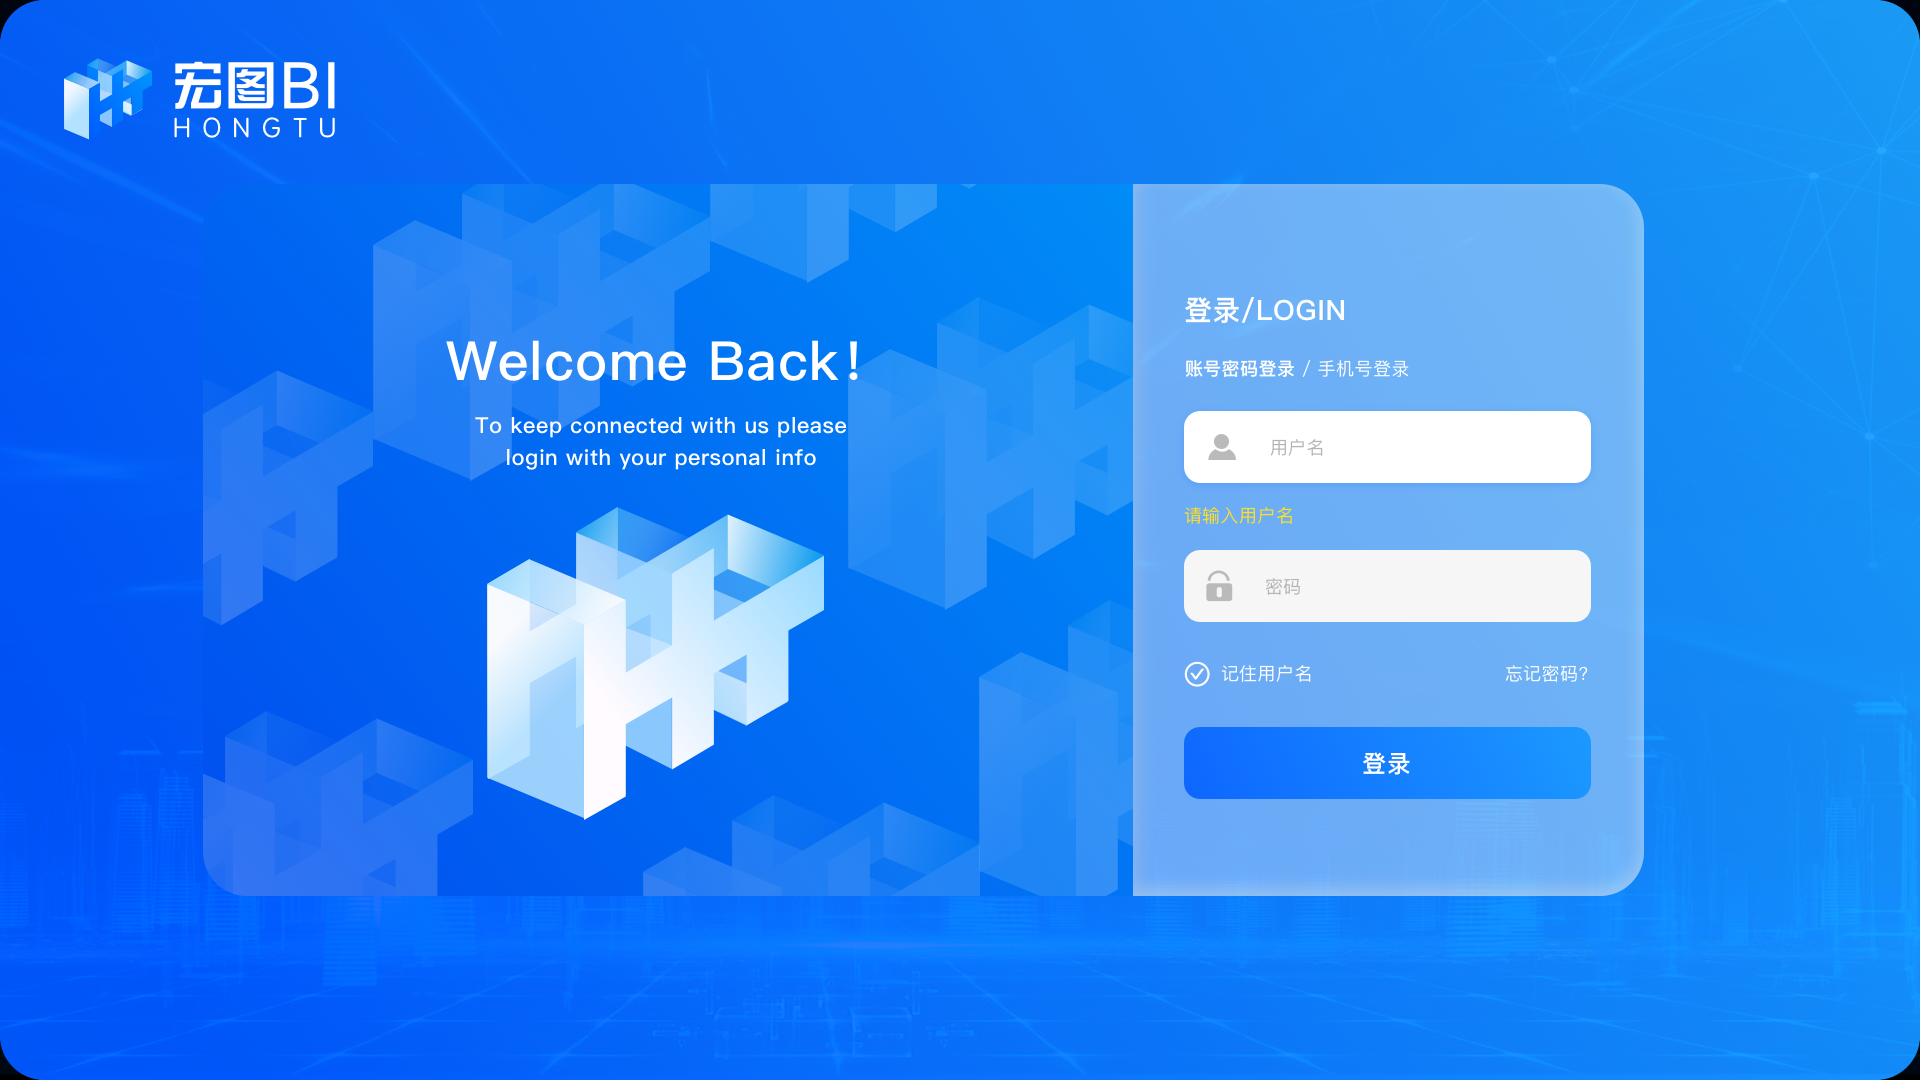 宏图BI
HONGTU
Welcome Back!
To keep connected with us please
login with your personal info
登录/LOGIN
账号密码登录 / 手机号登录
用户名
请输入用户名
密码
记住用户名
忘记密码?
登录